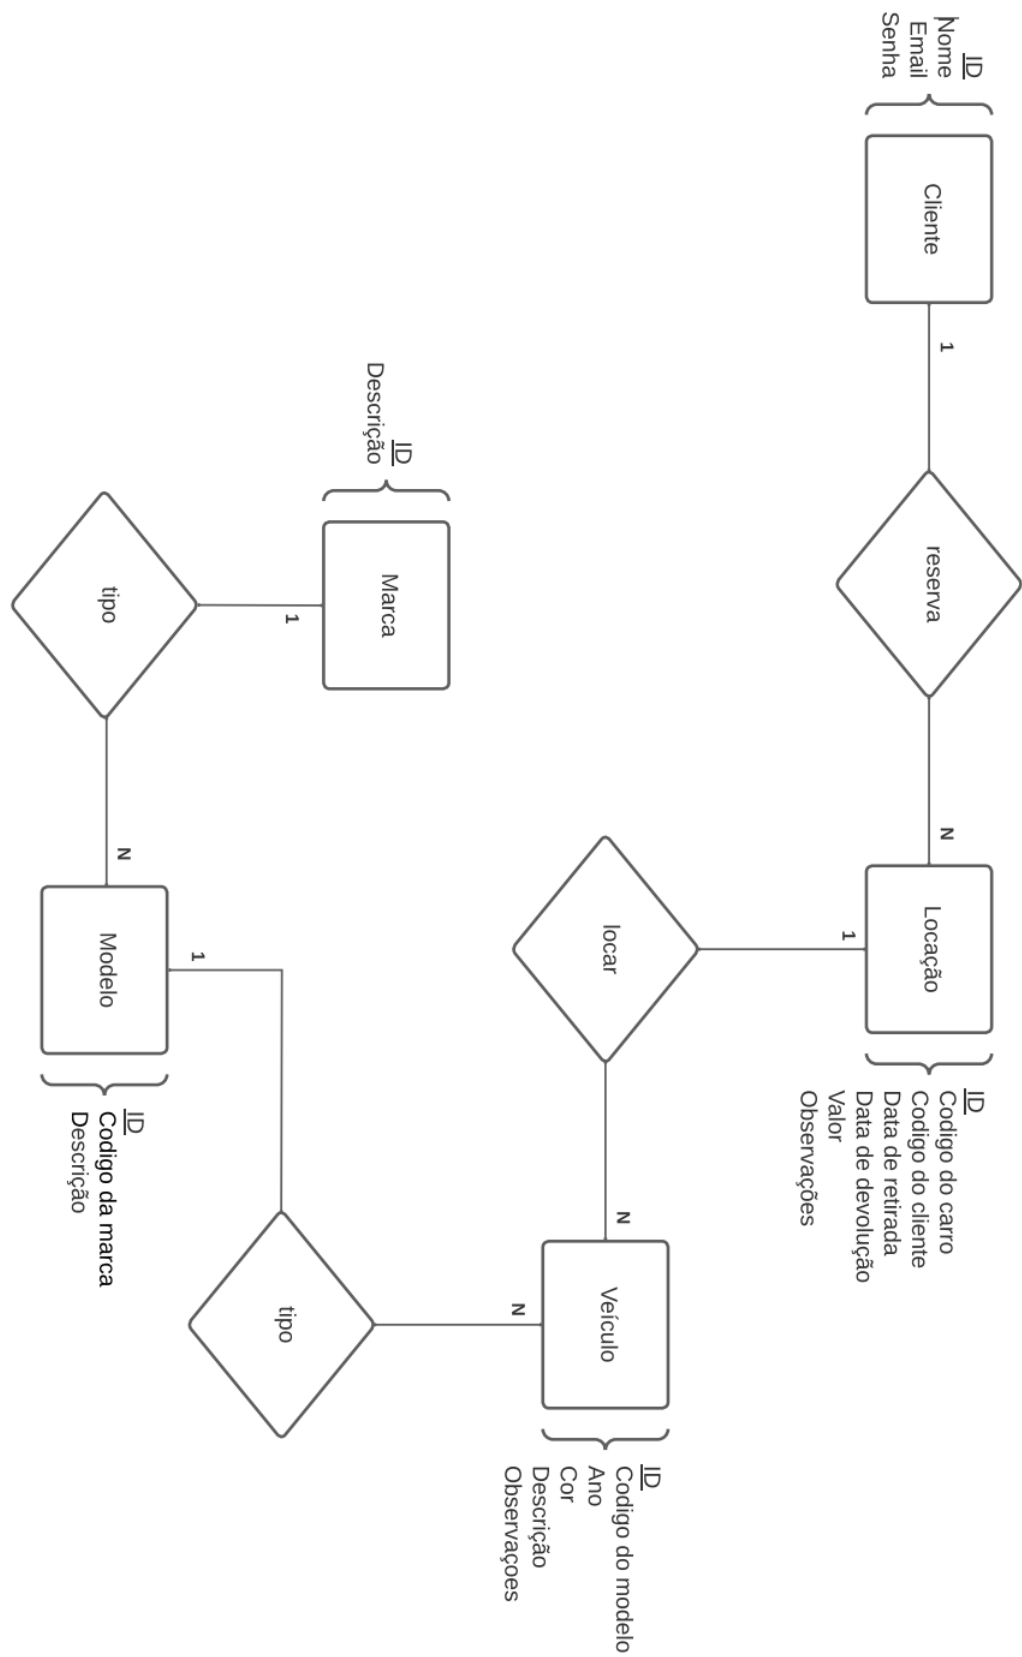 ID
Nome
Email
Senha
Cliente
1
reserva
N
Locação
ID
Codigo do carro
Codigo do cliente
Data de retirada
Data de devolução
Valor
Observações
1
locar
N
Veículo
ID
Codigo do modelo
Ano
Cor
Descrição
Observaçoes
N
tipo
1
ID
Descrição
Marca
1
tipo
N
Modelo
ID
Codigo da marca
Descrição